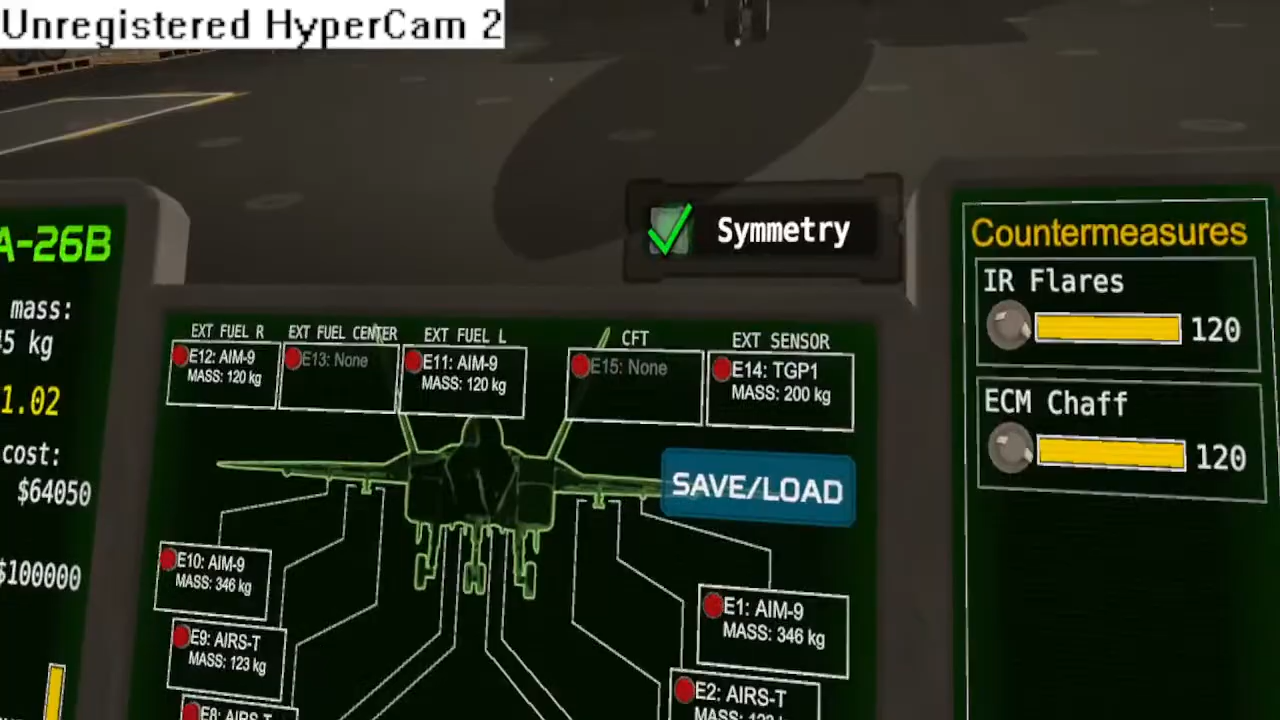 Unregistered HyperCam 2
Symmetry
A-26B
mass:
5 kg
1.02
cost:
$64050
$100000
EXT FUEL R
EXT FUEL CENTER
EXT FUEL L
CFT
EXT SENSOR
E12: AIM-9
MASS: 120 kg
E13: None
E11: AIM-9
MASS: 120 kg
E15: None
E14: TGP1
MASS: 200 kg
SAVE/LOAD
E10: AIM-9
MASS: 346 kg
E9: AIRS-T
MASS: 123 kg
E8: AIRS-T
E1: AIM-9
MASS: 346 kg
E2: AIRS-T
Countermeasures
IR Flares
120
ECM Chaff
120